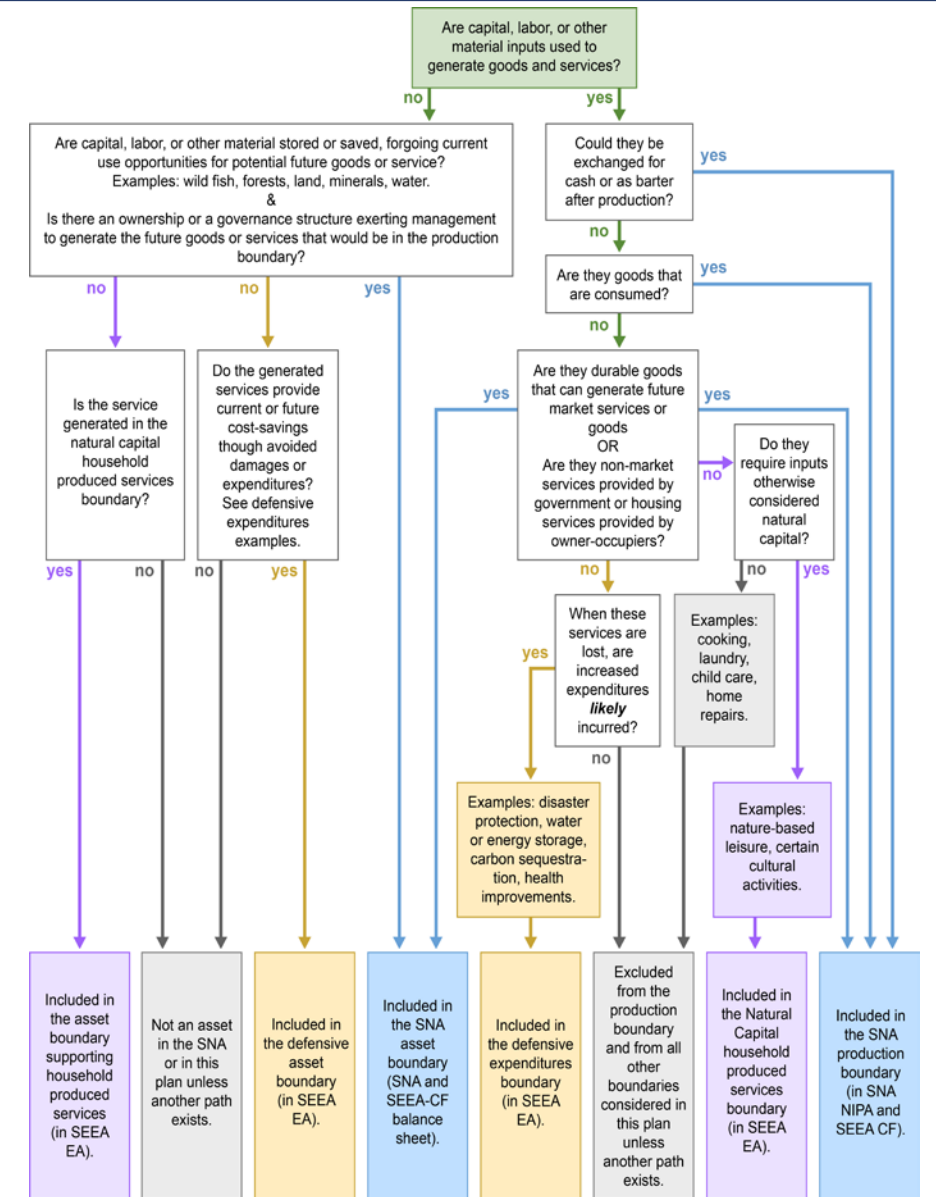 Are capital, labor, or other
material inputs used to
generate goods and services?
no
yes
Are capital, labor, or other material stored or saved, forgoing current
use opportunities for potential future goods or service?
Examples: wild fish, forests, land, minerals, water.
&
Is there an ownership or a governance structure exerting management
to generate the future goods or services that would be in the production
boundary?
Could they be
exchanged for
cash or as barter
after production?
yes
no
Are they goods that
are consumed?
yes
no
no
no
yes
Is the service
generated in the
natural capital
household
produced services
boundary?
Do the generated
services provide
current or future
cost-savings
though avoided
damages or
expenditures?
See defensive
expenditures
examples.
yes
Are they durable goods
that can generate future
market services or
goods
OR
Are they non-market
services provided by
government or housing
services provided by
owner-occupiers?
yes
no
Do they
require inputs
otherwise
considered
natural
capital?
yes
no
no
yes
no
no
yes
When these
services are
lost, are
increased
expenditures
likely
incurred?
yes
no
Examples:
cooking,
laundry,
child care,
home
repairs.
Examples: disaster
protection, water
or energy storage,
carbon sequestra-
tion, health
improvements.
Examples:
nature-based
leisure, certain
cultural
activities.
Included in
the asset
boundary
supporting
household
produced
services
(in SEEA
EA).
Not an asset
in the SNA
or in this
plan unless
another path
exists.
Included in
the defensive
asset
boundary
(in SEEA
EA).
Included in
the SNA
asset
boundary
(SNA and
SEEA-CF
balance
sheet).
Included in
the defensive
expenditures
boundary
(in SEEA
EA).
Excluded
from the
production
boundary
and from all
other
boundaries
considered in
this plan
unless
another path
exists.
Included in
the Natural
Capital
household
produced
services
boundary
(in SEEA
EA).
Included in
the SNA
production
boundary
(in SNA
NIPA and
SEEA CF).